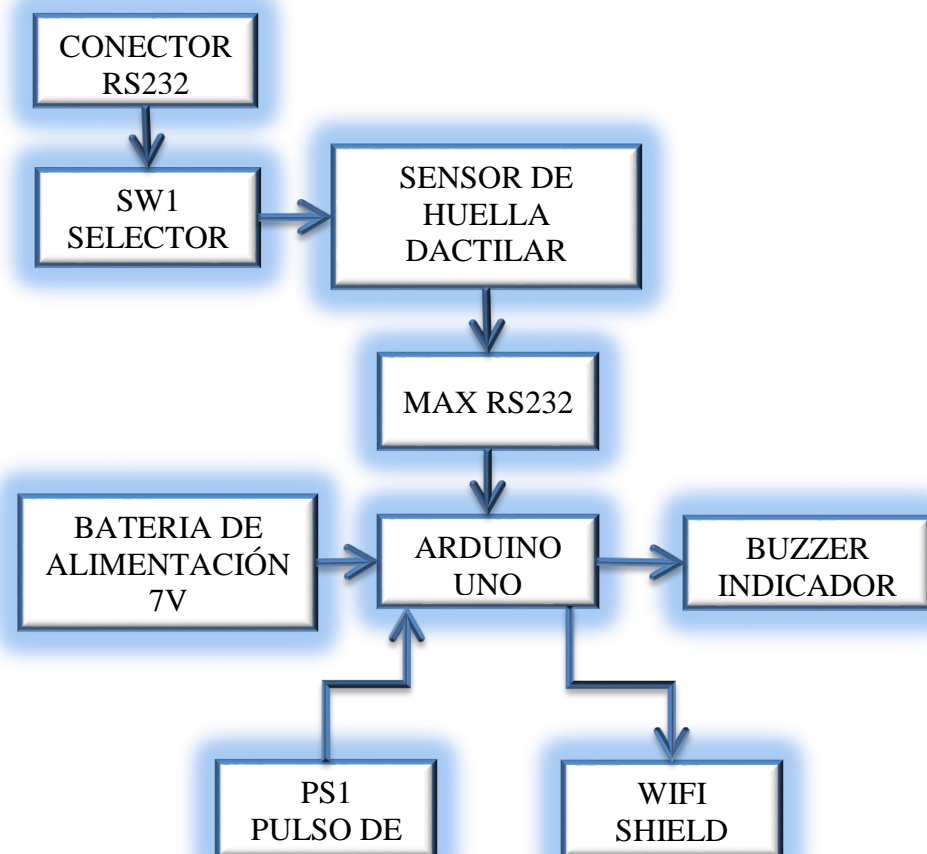 CONECTOR
RS232
SW1
SELECTOR
SENSOR DE
HUELLA
DACTILAR
MAX RS232
BATERIA DE
ALIMENTACIÓN
7V
ARDUINO
UNO
BUZZER
INDICADOR
PS1
PULSO DE
WIFI
SHIELD